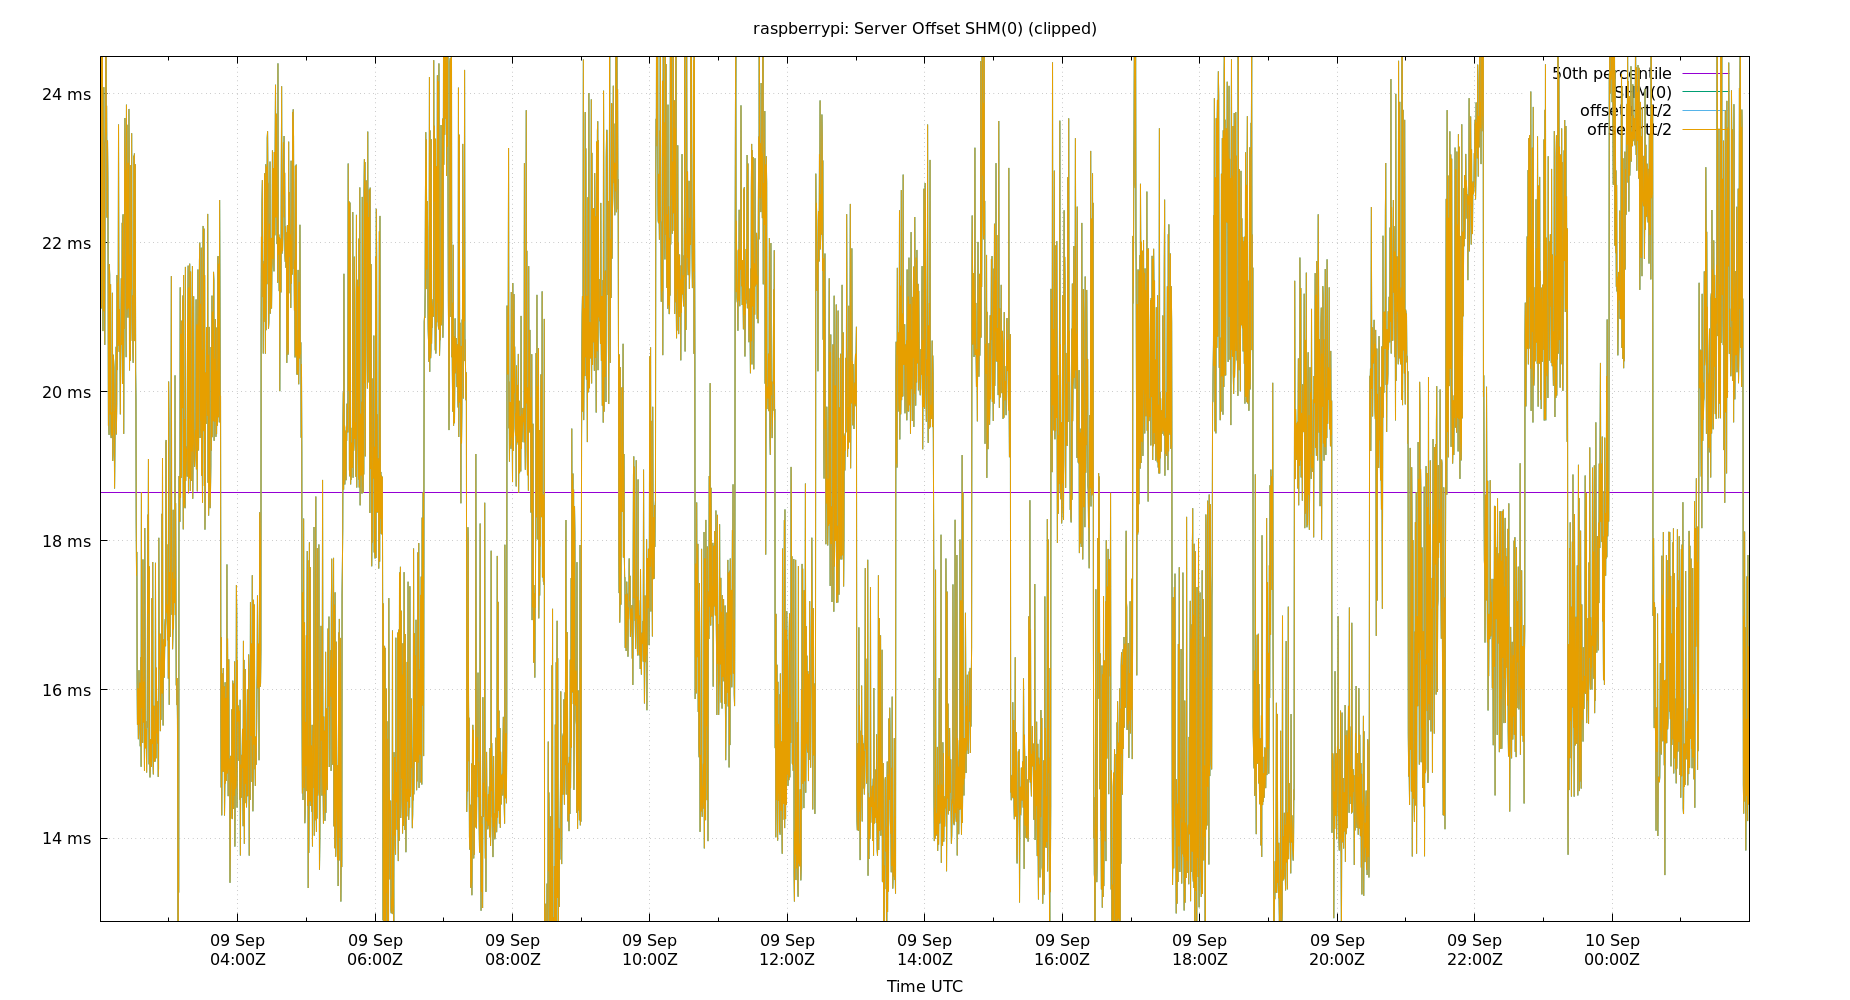 raspberrypi: Server Offset SHM(0) (clipped)
50th percentile
SHM(0)
rtt/2
rtt/2
24 ms
22 ms
20 ms
18 ms
16 ms
14 ms
09 Sep 09 Sep 09 Sep 09 Sep 09 Sep 09 Sep 09 Sep 09 Sep 09 Sep 09 Sep 10 Sep
04:00Z 06:00Z 08:00Z 10:00Z 12:00Z 14:00Z 16:00Z 18:00Z 20:00Z 22:00Z 00:00Z
Time UTC